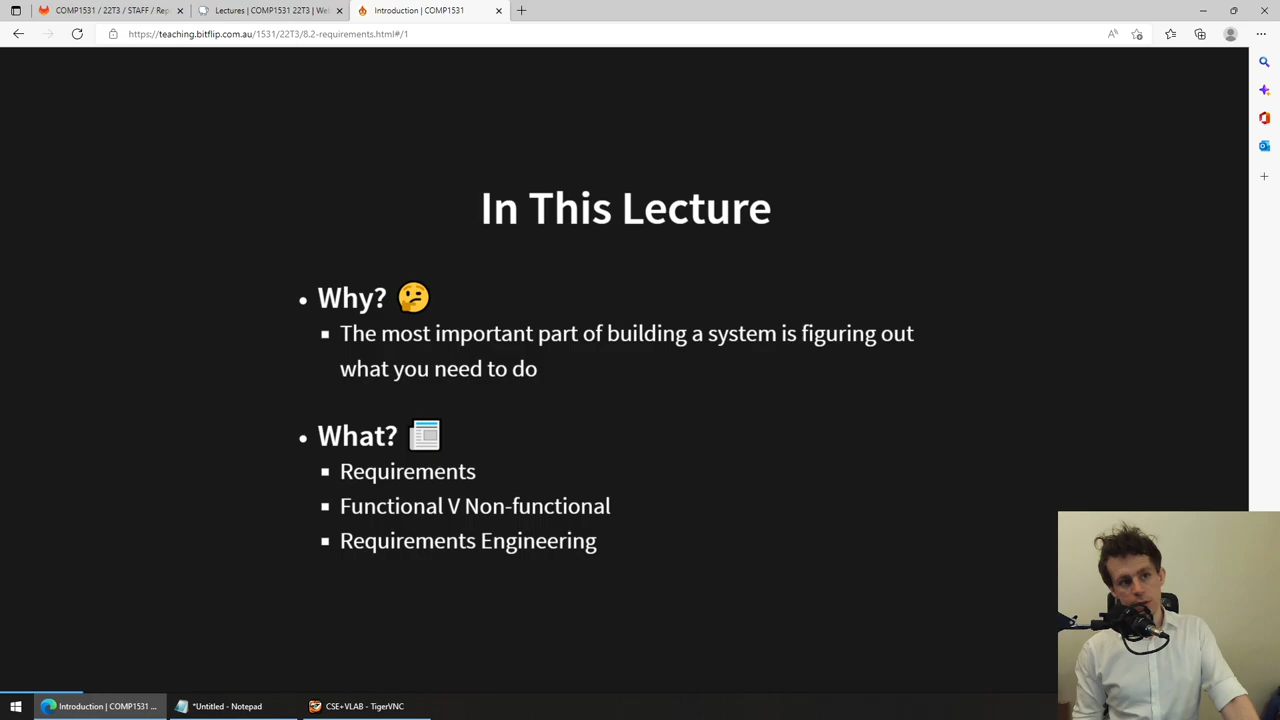 COMP1531 / 22T3 / STAFF / Rep
Lectures | COMP1531 22T3 | Wel
Introduction | COMP1531
https://teaching.bitflip.com.au/1531/22T3/8.2-requirements.html#/1
In This Lecture
Why?
The most important part of building a system is figuring out
what you need to do
What?
Requirements
Functional V Non-functional
Requirements Engineering
Introduction | COMP1531 ...
*Untitled - Notepad
CSE+VLAB - TigerVNC